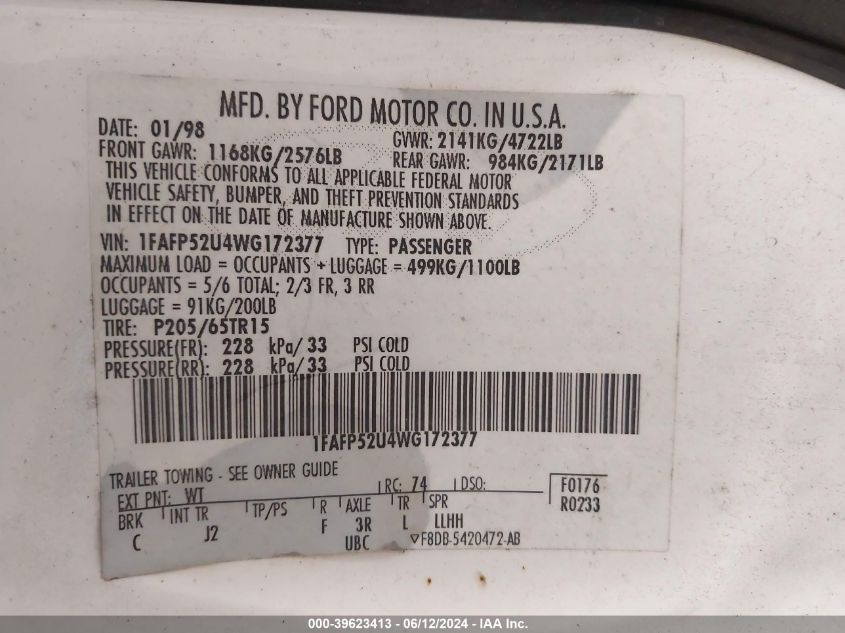 MFD. BY FORD MOTOR CO. IN U.S.A.
DATE: 01/98 GVWR: 2141KG/4722LB
FRONT GAWR: 1168KG/2576LB REAR GAWR: 984KG/2171LB
THIS VEHICLE CONFORMS TO ALL APPLICABLE FEDERAL MOTOR
VEHICLE SAFETY, BUMPER, AND THEFT PREVENTION STANDARDS
IN EFFECT ON THE DATE OF MANUFACTURE SHOWN ABOVE.
VIN: 1FAFP52U4WG172377 TYPE: PASSENGER
MAXIMUM LOAD = OCCUPANTS + LUGGAGE = 499KG/1100LB
OCCUPANTS = 5/6 TOTAL; 2/3 FR, 3 RR
LUGGAGE = 91KG/200LB
TIRE: P205/65TR15
PRESSURE(FR): 228 kPa/ 33 PSI COLD
PRESSURE(RR): 228 kPa/ 33 PSI COLD
1FAFP52U4WG172377
TRAILER TOWING - SEE OWNER GUIDE
EXT PNT: WT RC: 74 DSO: F0176
BRK INT TR TP/PS R AXLE TR SPR R0233
C J2 F 3R L LLHH
UBC F8DB-5420472-AB
000-39623413 - 06/12/2024 - IAA Inc.